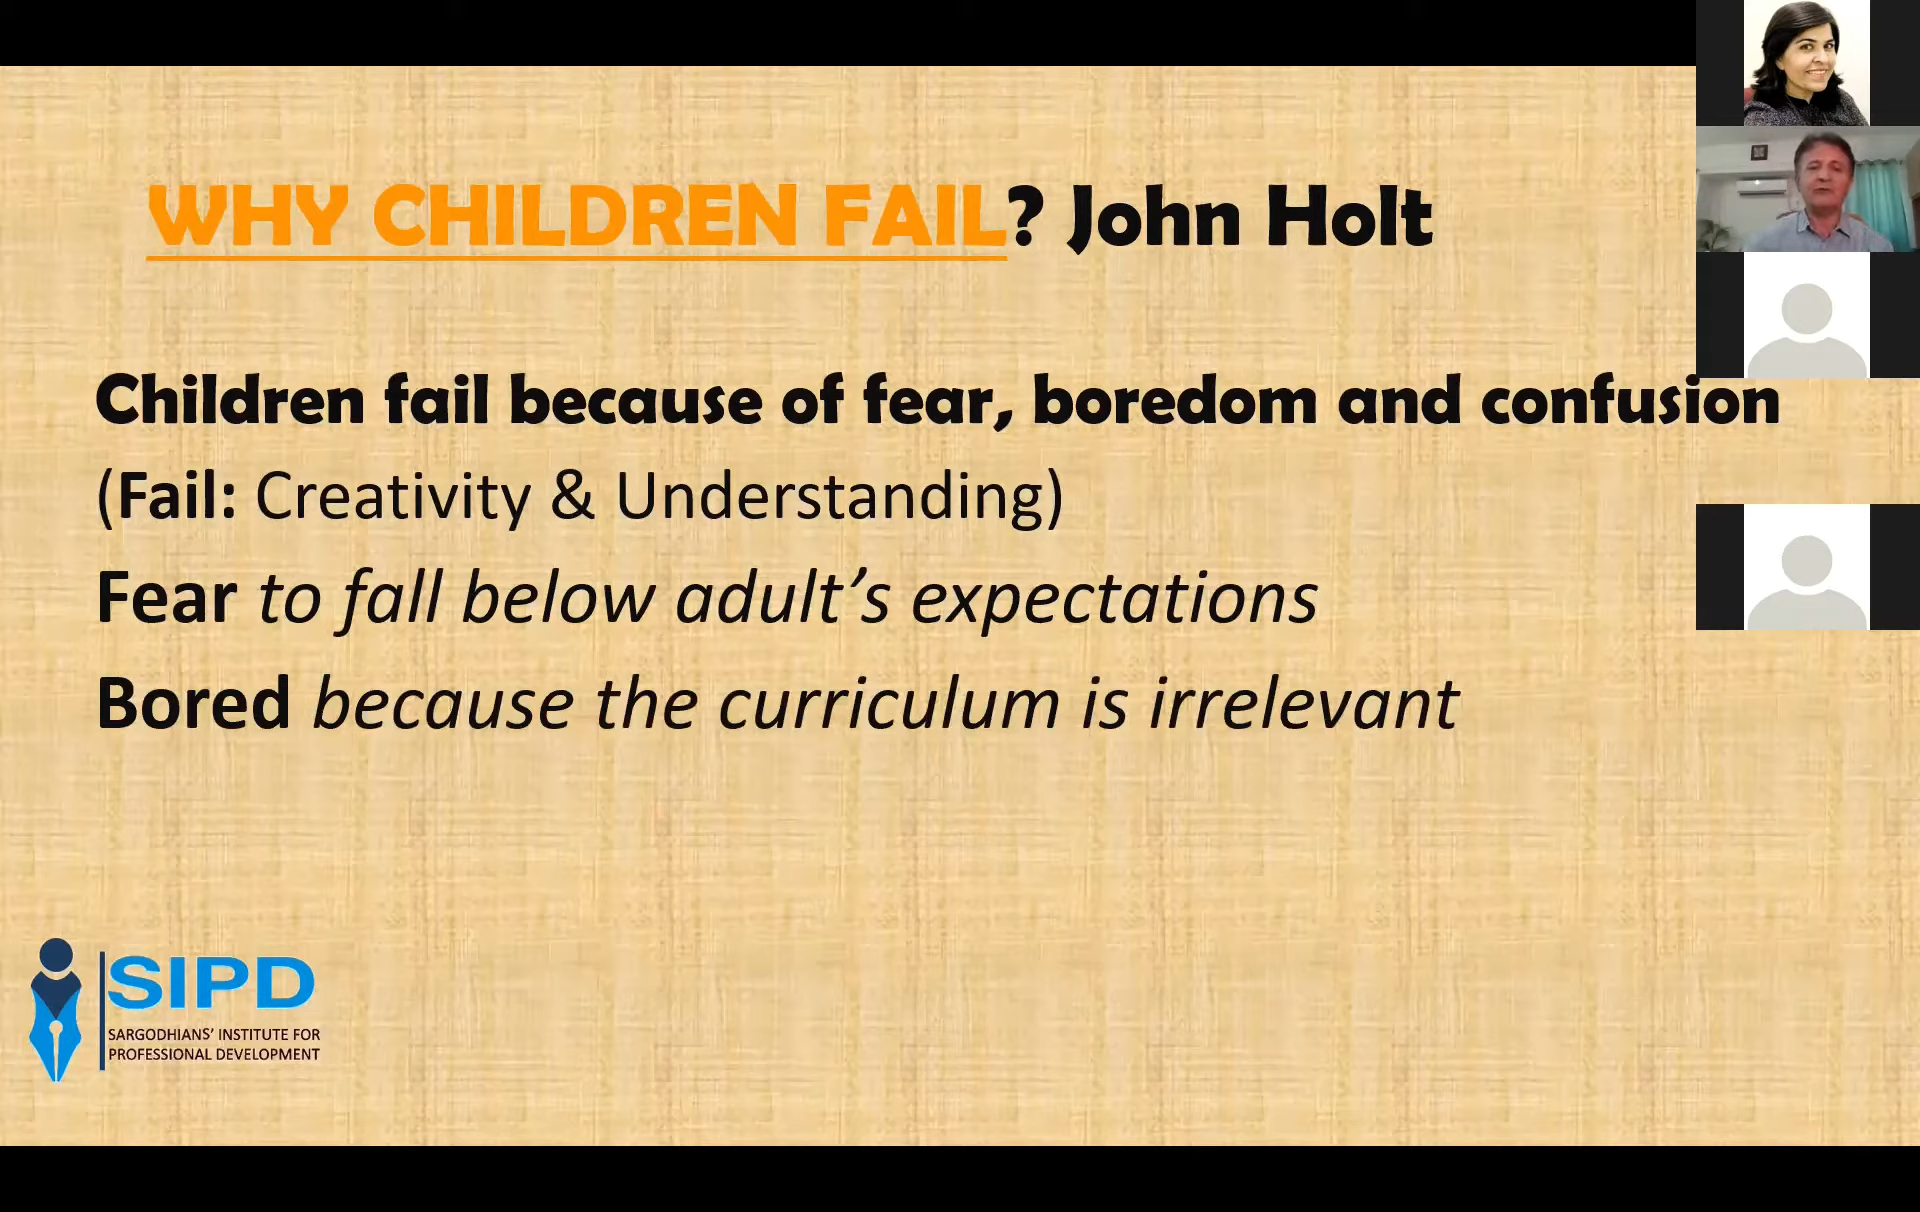 WHY CHILDREN FAIL? John Holt
Children fail because of fear, boredom and confusion
(Fail: Creativity & Understanding)
Fear to fall below adult’s expectations
Bored because the curriculum is irrelevant
SIPD
SARGODHIANS’ INSTITUTE FOR
PROFESSIONAL DEVELOPMENT